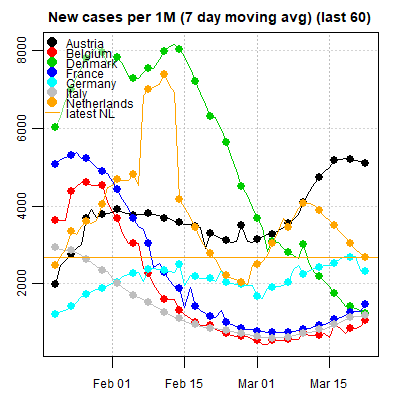 New cases per 1M (7 day moving avg) (last 60)
8000
6000
4000
2000
Austria
Belgium
Denmark
France
Germany
Italy
Netherlands
latest NL
Feb 01
Feb 15
Mar 01
Mar 15